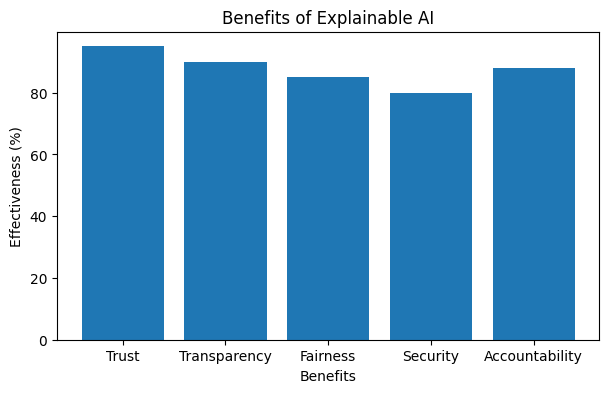 Benefits of Explainable AI
Effectiveness (%)
80
60
40
20
0
Trust Transparency Fairness Security Accountability
Benefits